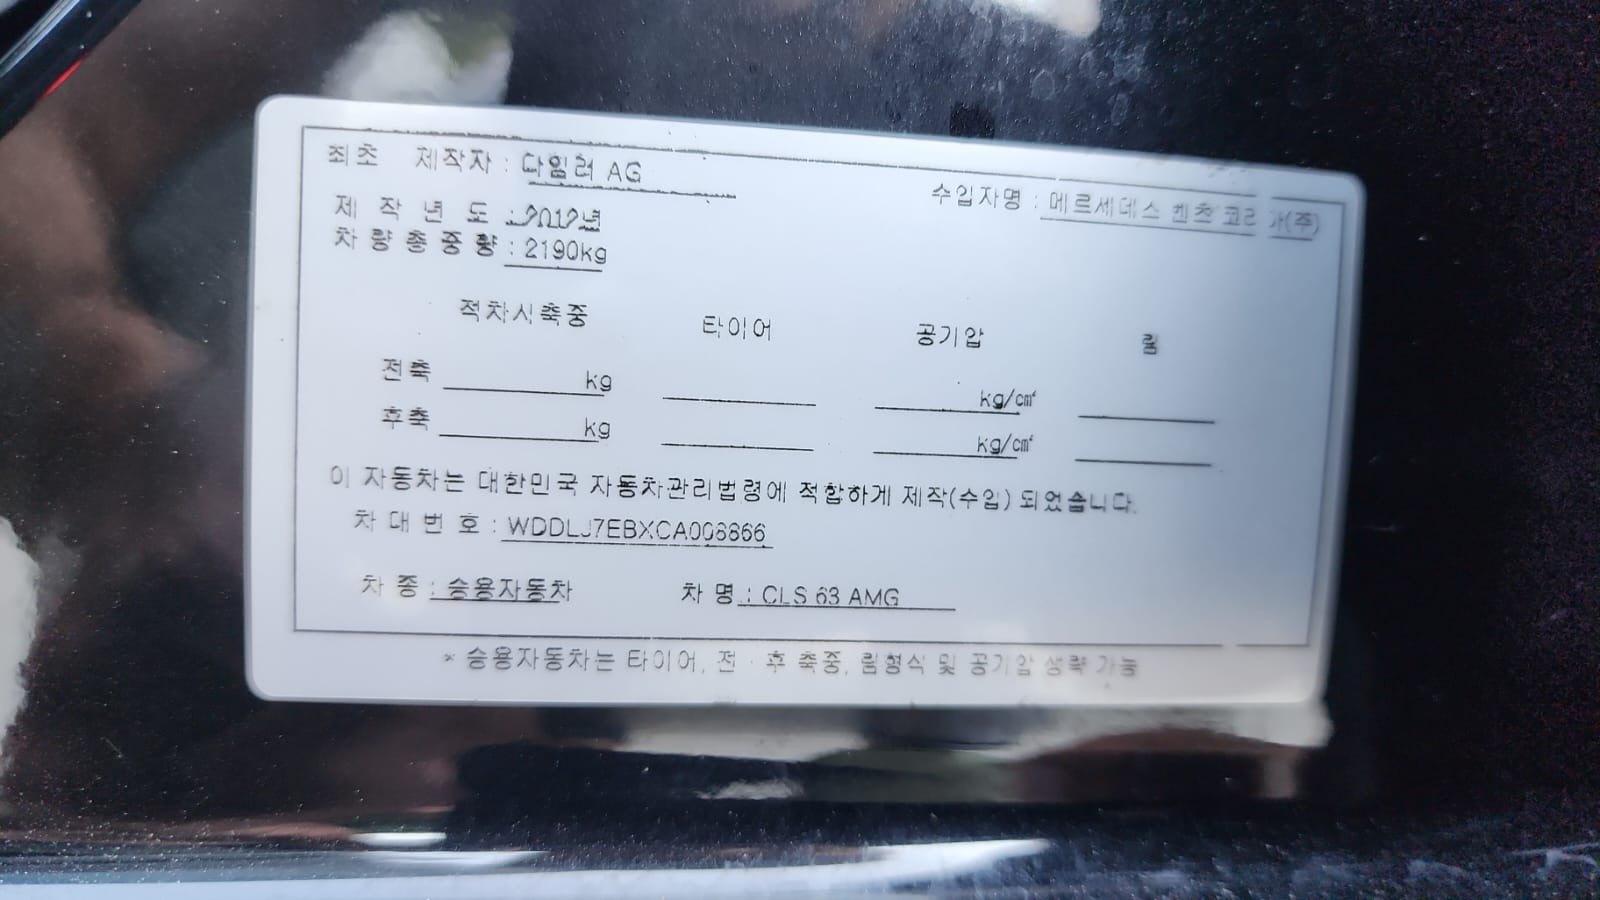 최초 제작자 : 다임러 AG
수입자명 : 메르세데스 벤츠 코리아(주)
제 작 년 도 : 2012년
차 량 총 중 량 : 2190kg
적차시축중 타이어 공기압 림
전축 kg kg/㎠
후축 kg kg/㎠
이 자동차는 대한민국 자동차관리법령에 적합하게 제작(수입) 되었습니다.
차 대 번 호 : WDDLJ7EBXCA008866
차 종 : 승용자동차 차 명 : CLS 63 AMG
* 승용자동차는 타이어, 전 · 후 축중, 림형식 및 공기압 생략 가능